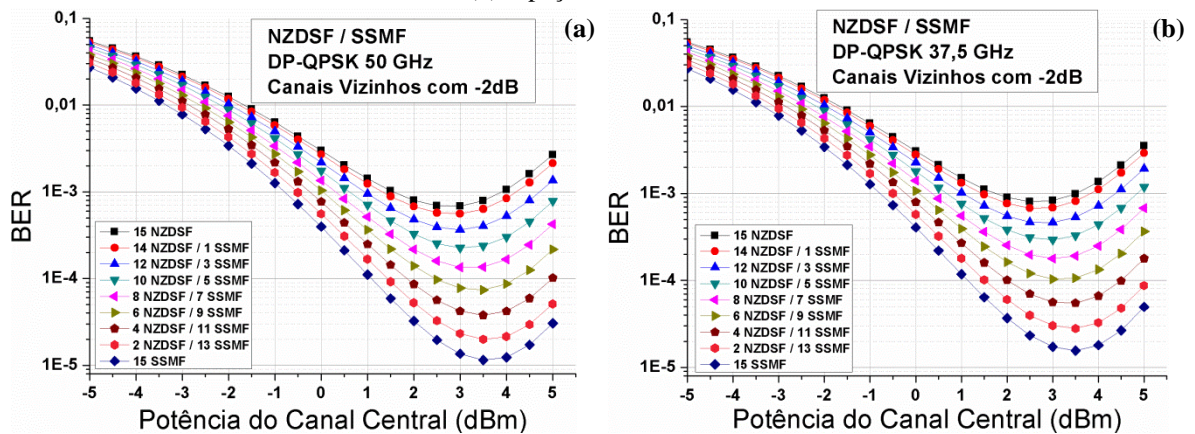 (a)
NZDSF / SSMF
DP-QPSK 50 GHz
Canais Vizinhos com -2dB
0,1
0,01
1E-3
1E-4
1E-5
BER
15 NZDSF
14 NZDSF / 1 SSMF
12 NZDSF / 3 SSMF
10 NZDSF / 5 SSMF
8 NZDSF / 7 SSMF
6 NZDSF / 9 SSMF
4 NZDSF / 11 SSMF
2 NZDSF / 13 SSMF
15 SSMF
-5 -4 -3 -2 -1 0 1 2 3 4 5
Potência do Canal Central (dBm)
(b)
NZDSF / SSMF
DP-QPSK 37,5 GHz
Canais Vizinhos com -2dB
0,1
0,01
1E-3
1E-4
1E-5
BER
15 NZDSF
14 NZDSF / 1 SSMF
12 NZDSF / 3 SSMF
10 NZDSF / 5 SSMF
8 NZDSF / 7 SSMF
6 NZDSF / 9 SSMF
4 NZDSF / 11 SSMF
2 NZDSF / 13 SSMF
15 SSMF
-5 -4 -3 -2 -1 0 1 2 3 4 5
Potência do Canal Central (dBm)